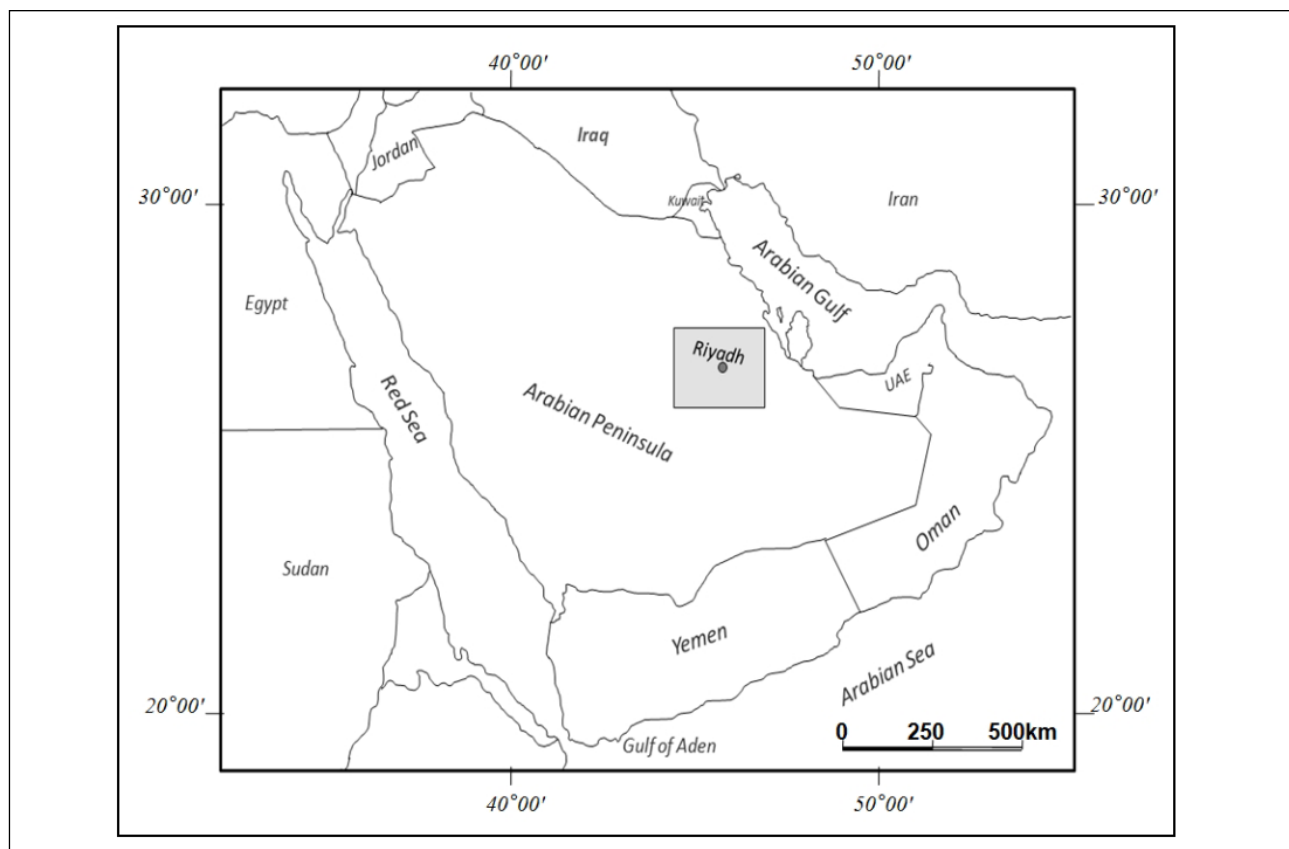 40°00' 50°00'
Iraq
Jordan
30°00' 30°00'
Kuwait
Iran
Arabian Gulf
Egypt
Riyadh
UAE
Red Sea
Arabian Peninsula
Oman
Sudan
Yemen
Arabian Sea
20°00' 20°00'
0 250 500km
Gulf of Aden
40°00' 50°00'